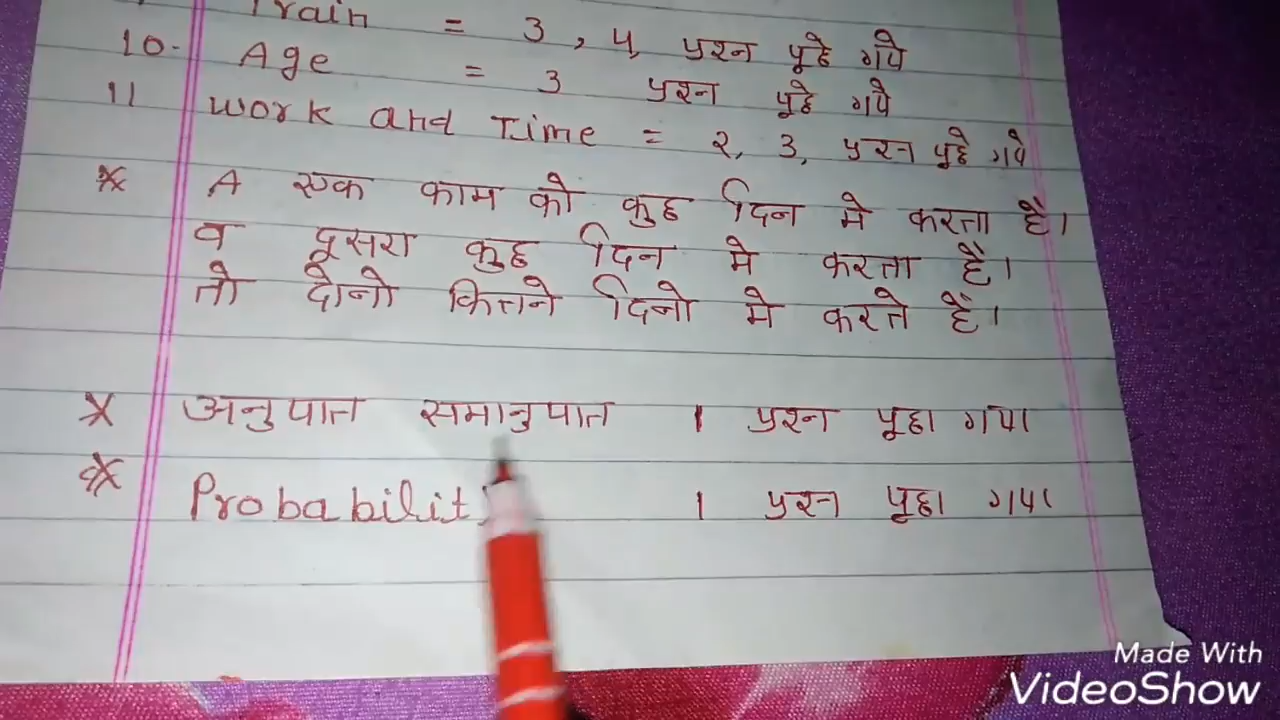 Train = 3, 4, प्रश्न पूछे गये
10. Age = 3 प्रश्न पूछे गये
11 Work and Time = 2, 3, प्रश्न पूछे गये
* A एक काम को कुछ दिन मे करता है।
व दूसरा कुछ दिन मे करता है।
तो दोनो कितने दिनो मे करते हैं।
* अनुपात समानुपात 1 प्रश्न पूछा गया
* Probability 1 प्रश्न पूछा गया
Made With
VideoShow